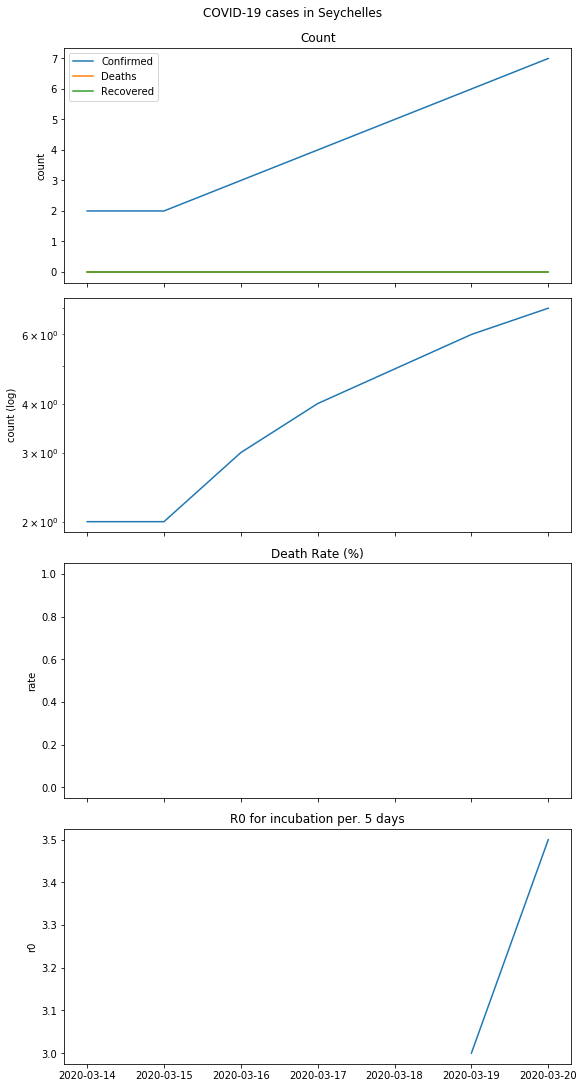 COVID-19 cases in Seychelles
Count
7
6
5
4
3
2
1
0
count
Confirmed
Deaths
Recovered
6 × 10⁰
4 × 10⁰
3 × 10⁰
2 × 10⁰
count (log)
Death Rate (%)
1.0
0.8
0.6
0.4
0.2
0.0
rate
R0 for incubation per. 5 days
3.5
3.4
3.3
3.2
3.1
3.0
r0
2020-03-14 2020-03-15 2020-03-16 2020-03-17 2020-03-18 2020-03-19 2020-03-20